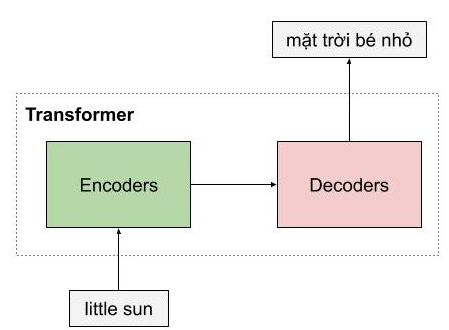 mặt trời bé nhỏ
Transformer
Encoders
Decoders
little sun